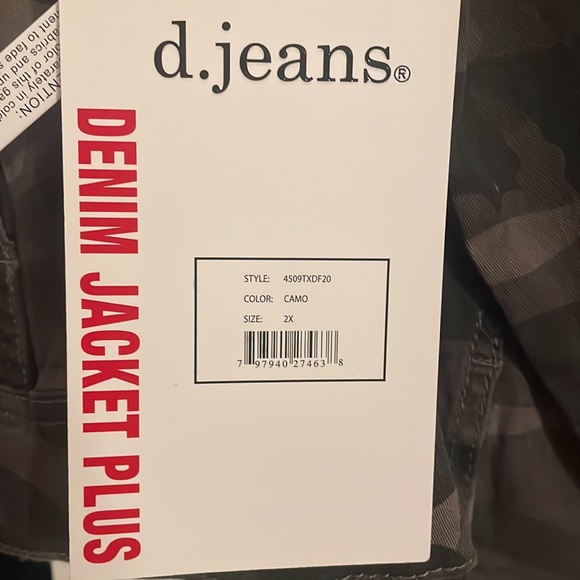 d.jeans®
DENIM JACKET PLUS
STYLE: 4509TXDF20
COLOR: CAMO
SIZE: 2X
7 97940 27463 8